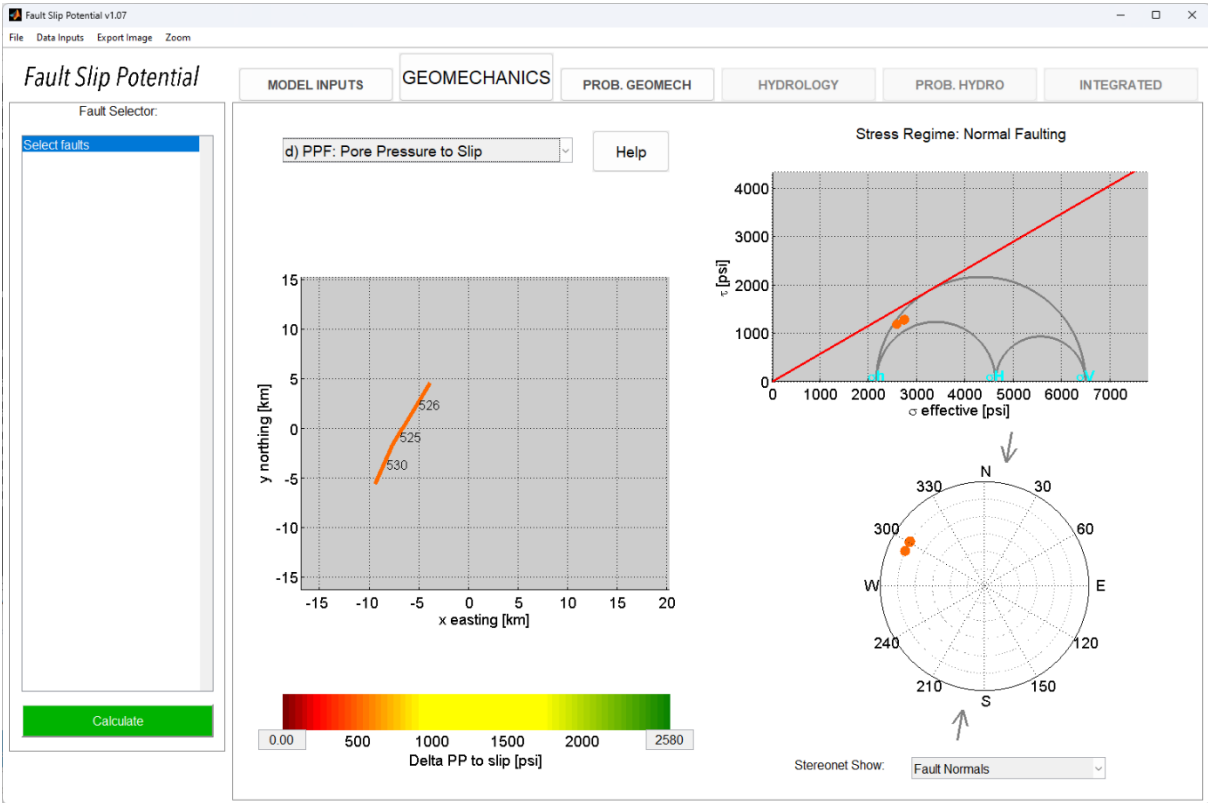 Fault Slip Potential v1.07
File Data Inputs Export Image Zoom
Fault Slip Potential
MODEL INPUTS GEOMECHANICS PROB. GEOMECH HYDROLOGY PROB. HYDRO INTEGRATED
Fault Selector:
Select faults
Calculate
d) PPF: Pore Pressure to Slip
Help
15
10
5
0
-5
-10
-15
y northing [km]
526
525
530
-15 -10 -5 0 5 10 15 20
x easting [km]
0.00 500 1000 1500 2000 2580
Delta PP to slip [psi]
Stress Regime: Normal Faulting
4000
3000
2000
1000
0
τ [psi]
σh σH σV
0 1000 2000 3000 4000 5000 6000 7000
σ effective [psi]
N
330 30
300 60
W E
240 120
210 150
S
Stereonet Show: Fault Normals